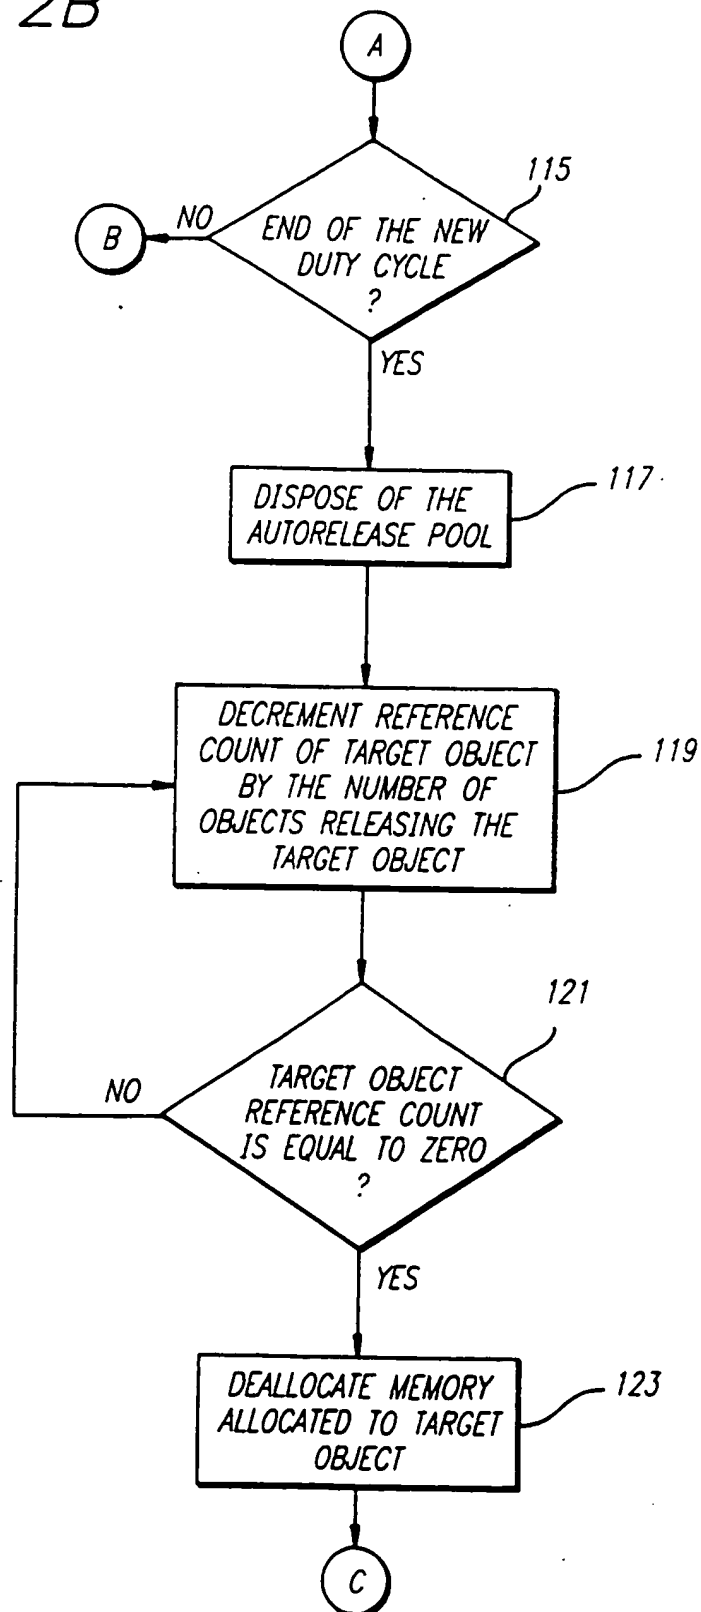 2B
A
115
END OF THE NEW
DUTY CYCLE
?
NO
B
YES
117
DISPOSE OF THE
AUTORELEASE POOL
DECREMENT REFERENCE
COUNT OF TARGET OBJECT
BY THE NUMBER OF
OBJECTS RELEASING THE
TARGET OBJECT
119
121
TARGET OBJECT
REFERENCE COUNT
IS EQUAL TO ZERO
?
NO
YES
DEALLOCATE MEMORY
ALLOCATED TO TARGET
OBJECT
123
C